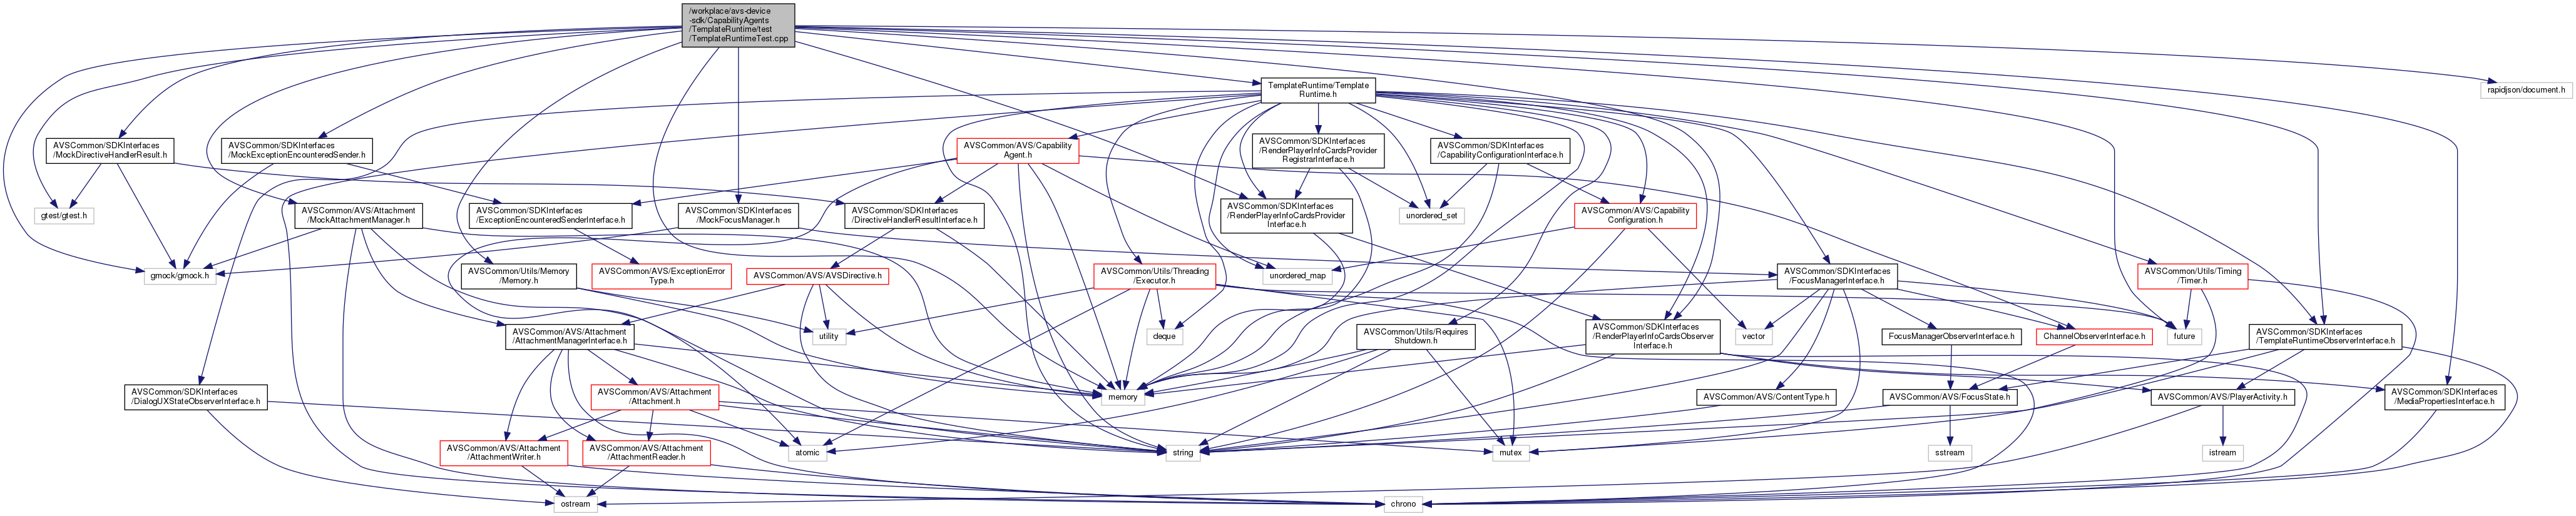 /workplace/avs-device
-sdk/CapabilityAgents
/TemplateRuntime/test
/TemplateRuntimeTest.cpp
TemplateRuntime/Template
Runtime.h
rapidjson/document.h
AVSCommon/SDKInterfaces
/MockDirectiveHandlerResult.h
AVSCommon/SDKInterfaces
/MockExceptionEncounteredSender.h
AVSCommon/AVS/Capability
Agent.h
AVSCommon/SDKInterfaces
/RenderPlayerInfoCardsProvider
RegistrarInterface.h
AVSCommon/SDKInterfaces
/CapabilityConfigurationInterface.h
gtest/gtest.h
AVSCommon/AVS/Attachment
/MockAttachmentManager.h
AVSCommon/SDKInterfaces
/ExceptionEncounteredSenderInterface.h
AVSCommon/SDKInterfaces
/MockFocusManager.h
AVSCommon/SDKInterfaces
/DirectiveHandlerResultInterface.h
AVSCommon/SDKInterfaces
/RenderPlayerInfoCardsProvider
Interface.h
unordered_set
AVSCommon/AVS/Capability
Configuration.h
gmock/gmock.h
AVSCommon/Utils/Memory
/Memory.h
AVSCommon/AVS/ExceptionError
Type.h
AVSCommon/AVS/AVSDirective.h
AVSCommon/Utils/Threading
/Executor.h
unordered_map
AVSCommon/SDKInterfaces
/FocusManagerInterface.h
AVSCommon/Utils/Timing
/Timer.h
AVSCommon/AVS/Attachment
/AttachmentManagerInterface.h
utility
deque
AVSCommon/Utils/Requires
Shutdown.h
AVSCommon/SDKInterfaces
/RenderPlayerInfoCardsObserver
Interface.h
vector
FocusManagerObserverInterface.h
ChannelObserverInterface.h
future
AVSCommon/SDKInterfaces
/TemplateRuntimeObserverInterface.h
AVSCommon/SDKInterfaces
/DialogUXStateObserverInterface.h
AVSCommon/AVS/Attachment
/Attachment.h
memory
AVSCommon/AVS/ContentType.h
AVSCommon/AVS/FocusState.h
AVSCommon/AVS/PlayerActivity.h
AVSCommon/SDKInterfaces
/MediaPropertiesInterface.h
AVSCommon/AVS/Attachment
/AttachmentWriter.h
AVSCommon/AVS/Attachment
/AttachmentReader.h
atomic
string
mutex
sstream
istream
ostream
chrono